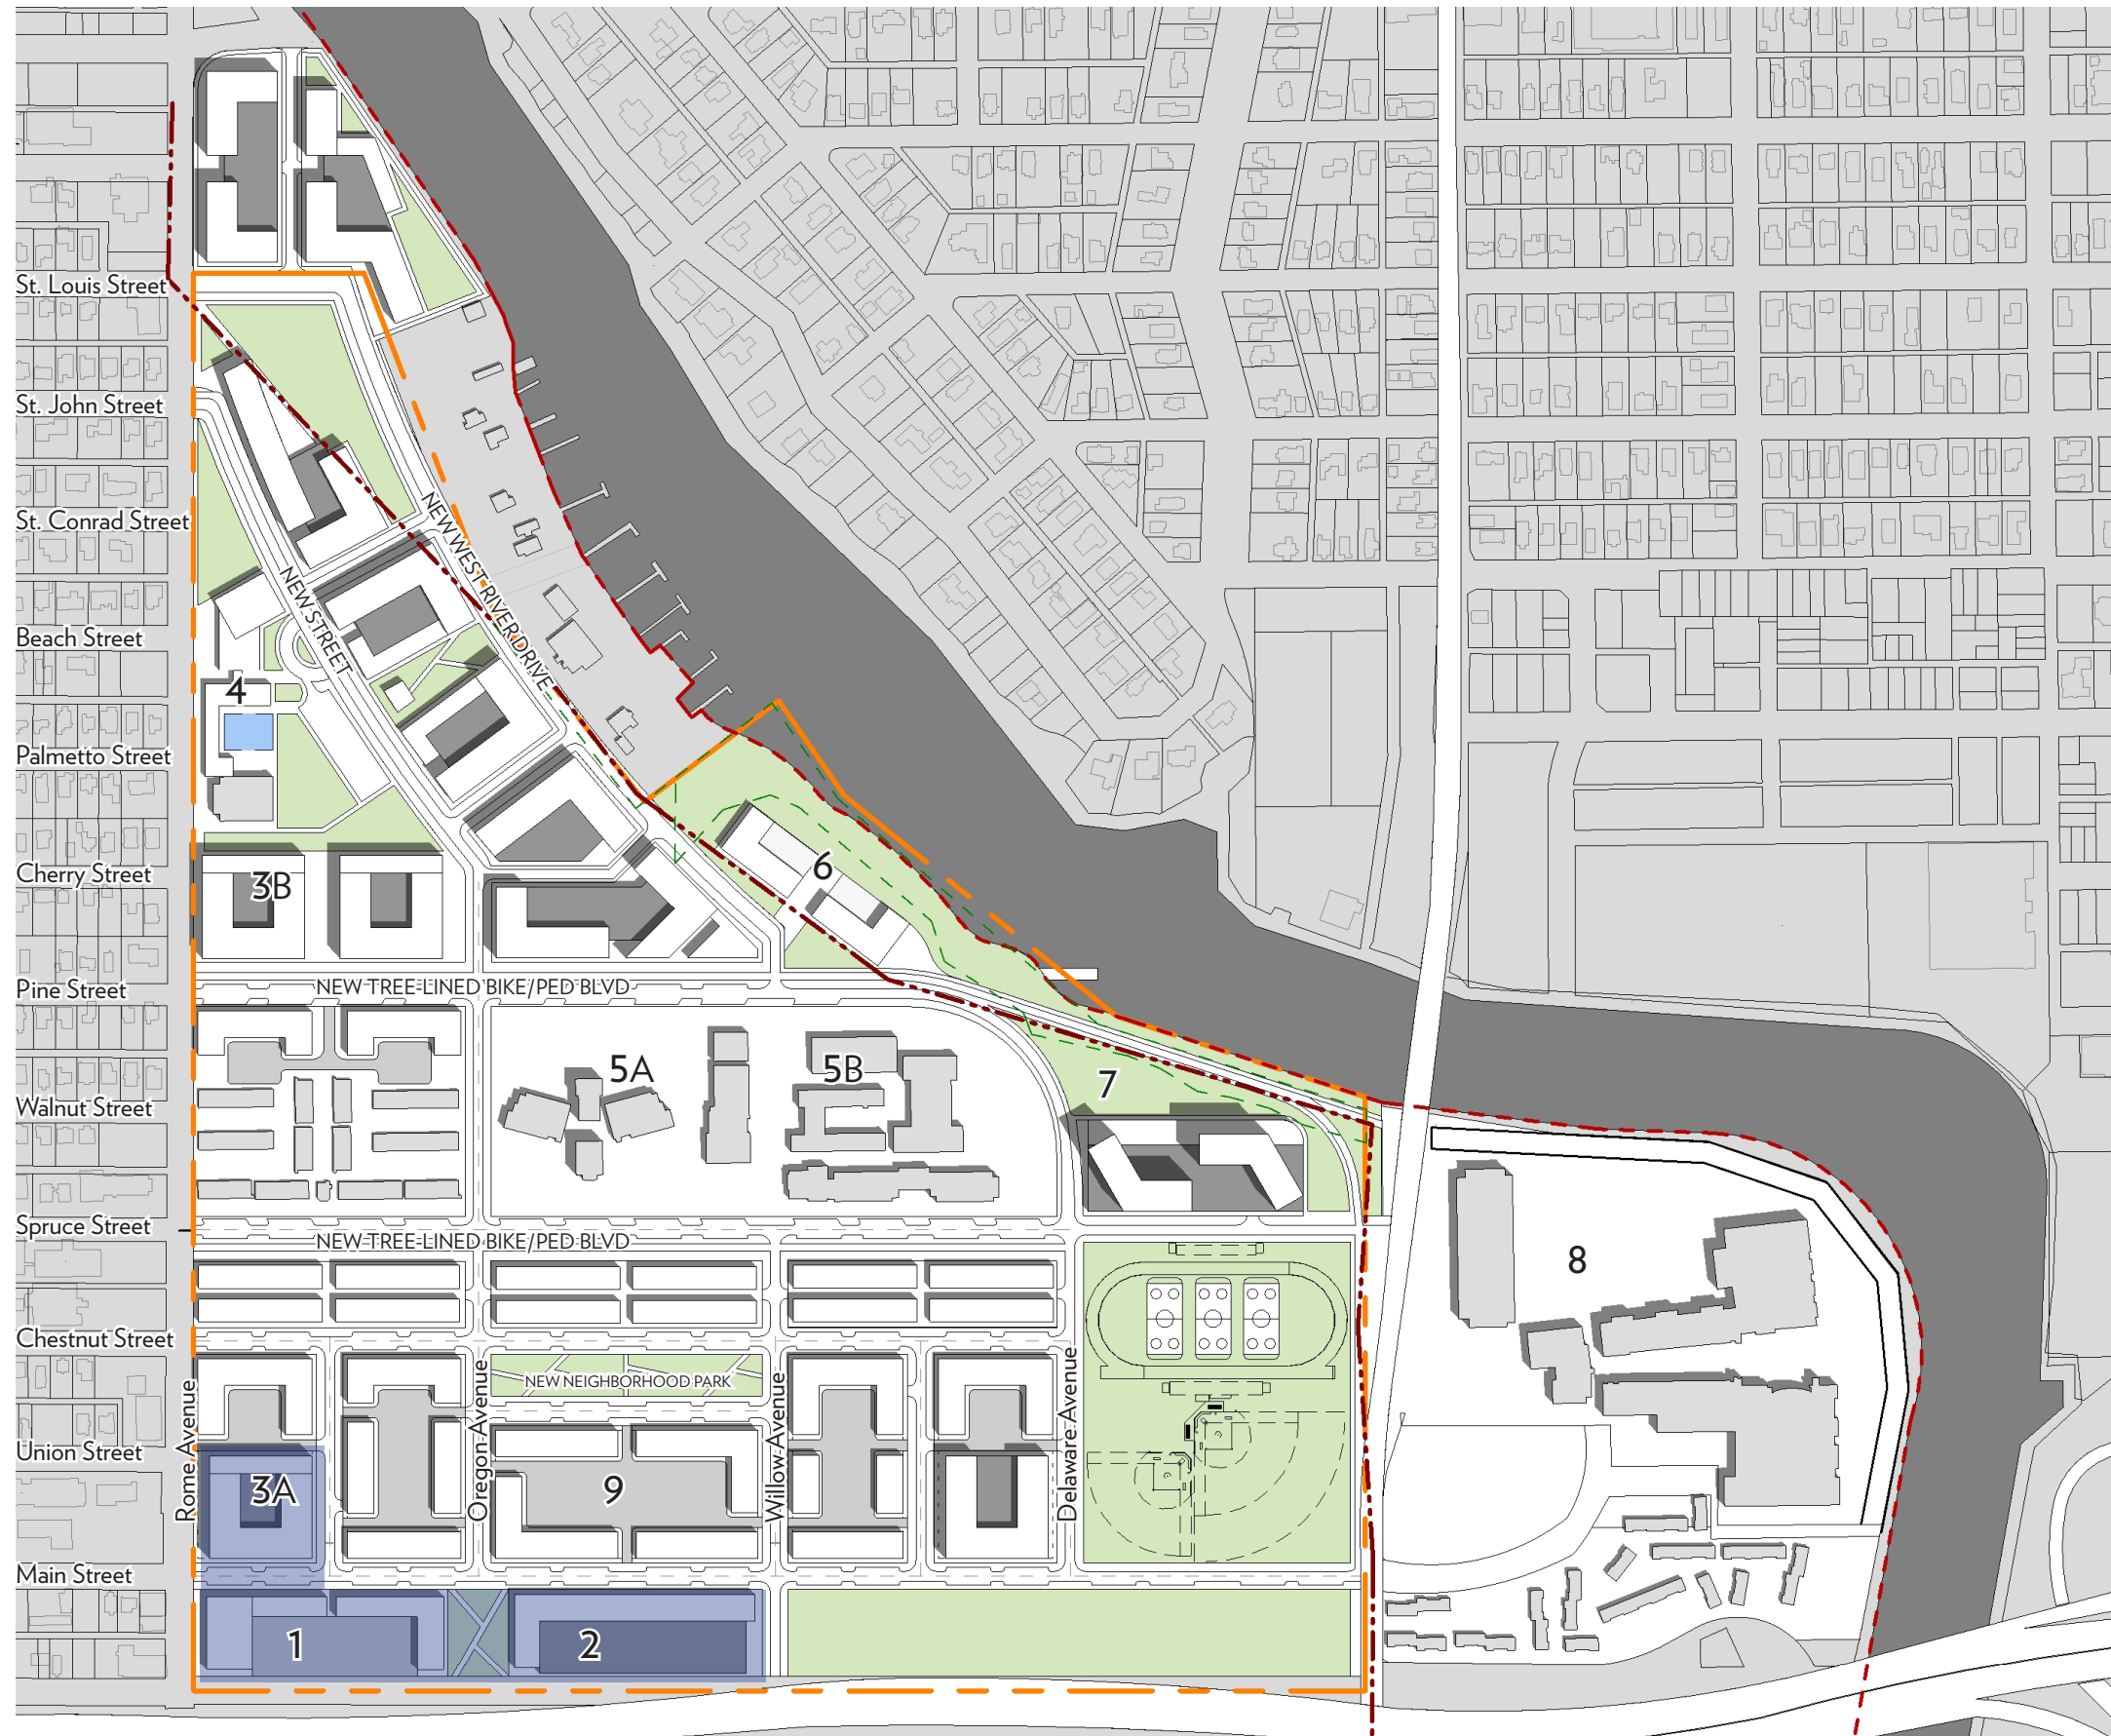 St. Louis Street
St. John Street
St. Conrad Street
Beach Street
Palmetto Street
Cherry Street
Pine Street
Walnut Street
Spruce Street
Chestnut Street
Union Street
Main Street
NEW WEST RIVER DRIVE
NEW STREET
4
3B
6
NEW TREE-LINED BIKE/PED BLVD
5A
5B
7
NEW TREE-LINED BIKE/PED BLVD
8
NEW NEIGHBORHOOD PARK
Rome Avenue
Oregon Avenue
Willow Avenue
Delaware Avenue
3A
9
1
2